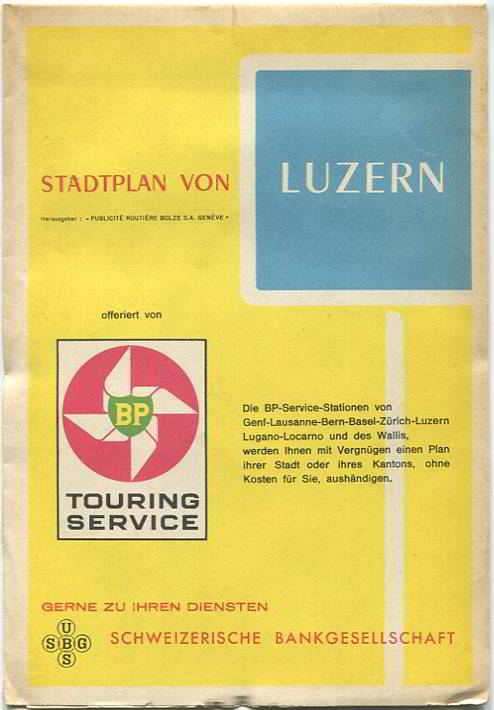 STADTPLAN VON LUZERN
Herausgeber : « PUBLICITÉ ROUTIÈRE BOLZE S.A. GENÈVE »
offeriert von
BP
TOURING
SERVICE
Die BP-Service-Stationen von
Genf-Lausanne-Bern-Basel-Zürich-Luzern
Lugano-Locarno und des Wallis,
werden Ihnen mit Vergnügen einen Plan
ihrer Stadt oder ihres Kantons, ohne
Kosten für Sie, aushändigen.
GERNE ZU IHREN DIENSTEN
U
S B G
S
SCHWEIZERISCHE BANKGESELLSCHAFT